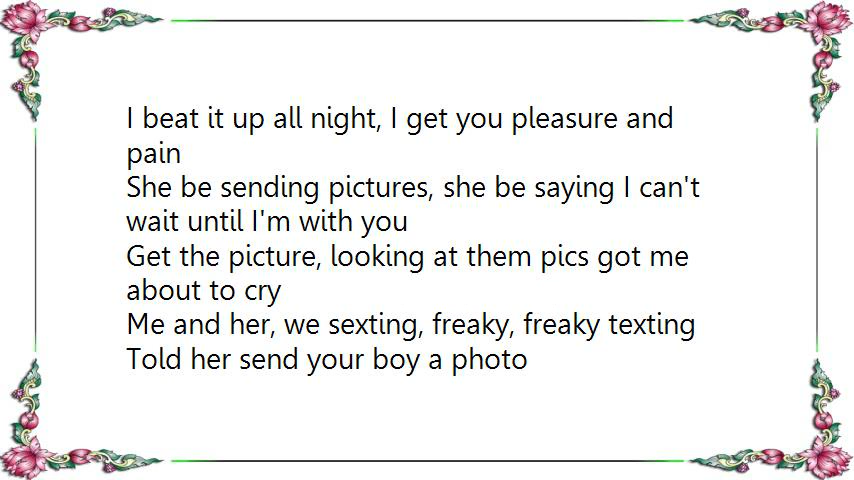 I beat it up all night, I get you pleasure and
pain
She be sending pictures, she be saying I can't
wait until I'm with you
Get the picture, looking at them pics got me
about to cry
Me and her, we sexting, freaky, freaky texting
Told her send your boy a photo